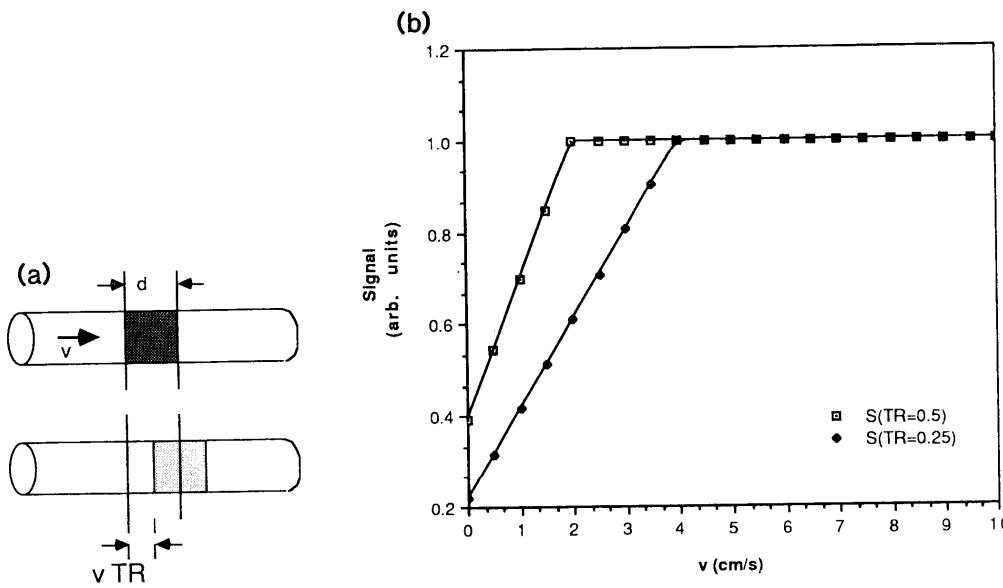 (a)
d
v
v TR
(b)
Signal
(arb. units)
1.2
1.0
0.8
0.6
0.4
0.2
S(TR=0.5)
S(TR=0.25)
0 1 2 3 4 5 6 7 8 9 10
v (cm/s)